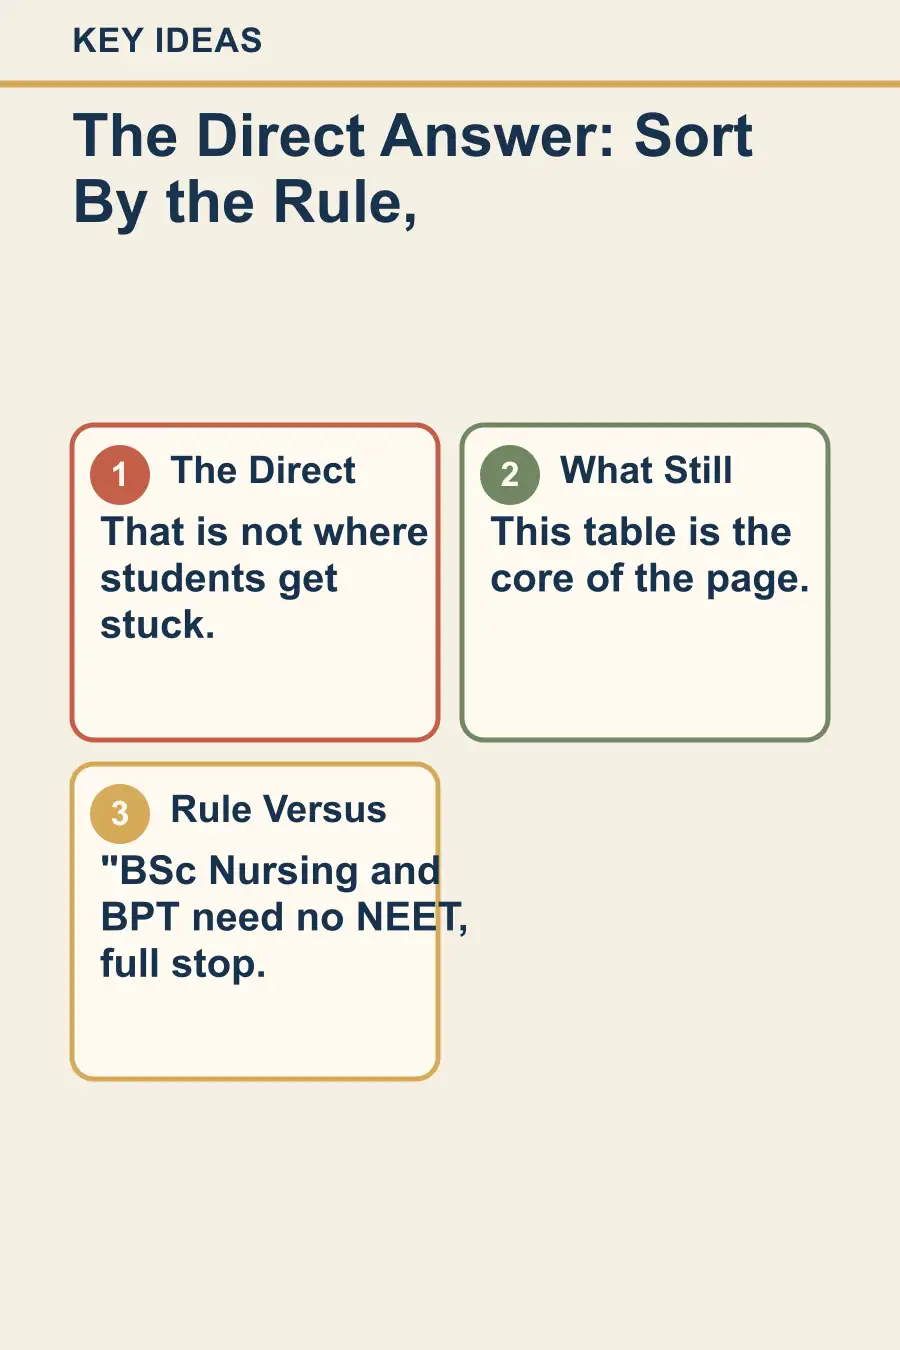 KEY IDEAS
The Direct Answer: Sort
By the Rule,
1 The Direct
That is not where
students get
stuck.
2 What Still
This table is the
core of the page.
3 Rule Versus
"BSc Nursing and
BPT need no NEET,
full stop.